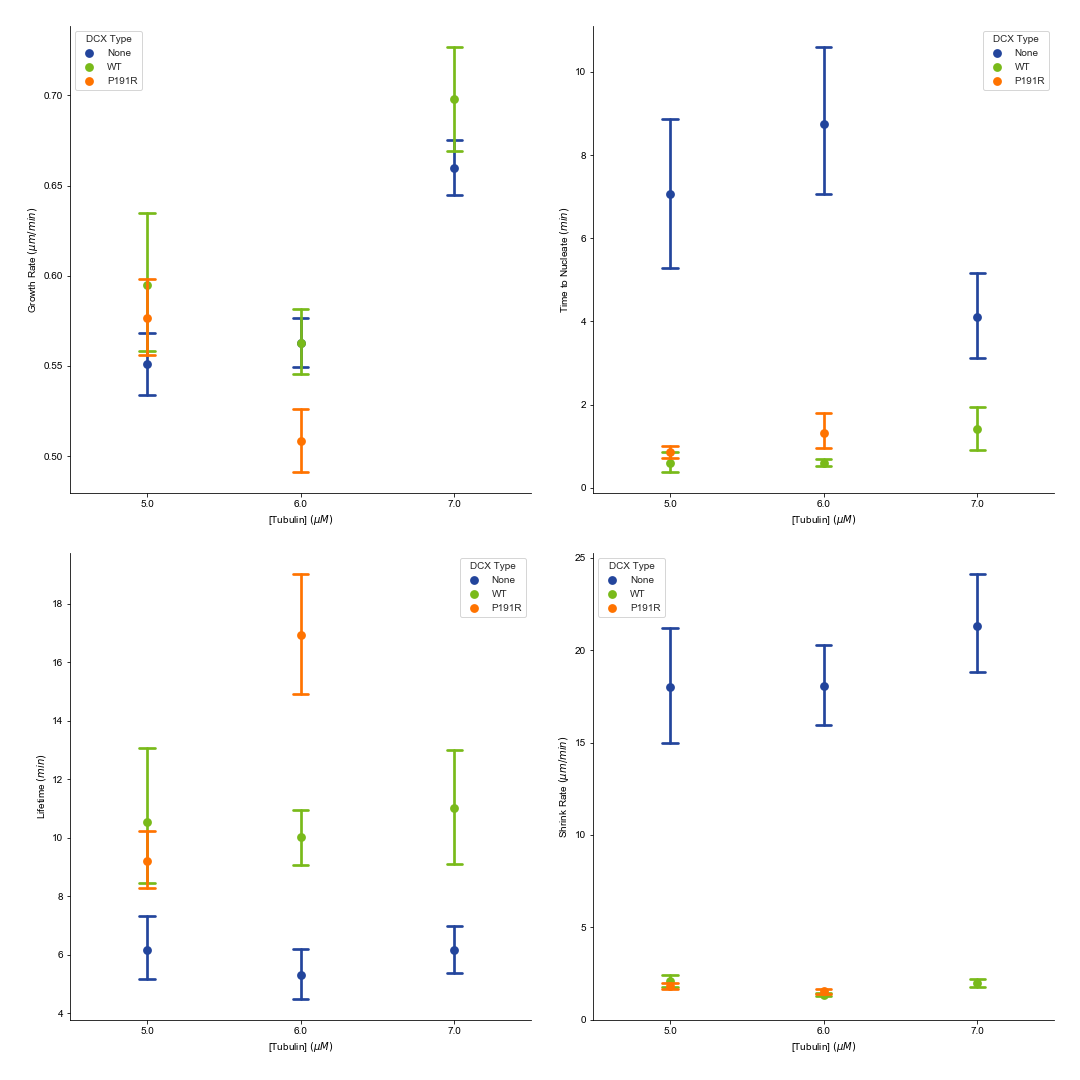 DCX Type
None
WT
P191R
0.70
0.65
0.60
0.55
0.50
Growth Rate (μm/min)
5.0 6.0 7.0
[Tubulin] (μM)
DCX Type
None
WT
P191R
10
8
6
4
2
0
Time to Nucleate (min)
5.0 6.0 7.0
[Tubulin] (μM)
DCX Type
None
WT
P191R
18
16
14
12
10
8
6
4
Lifetime (min)
5.0 6.0 7.0
[Tubulin] (μM)
DCX Type
None
WT
P191R
25
20
15
10
5
0
Shrink Rate (μm/min)
5.0 6.0 7.0
[Tubulin] (μM)